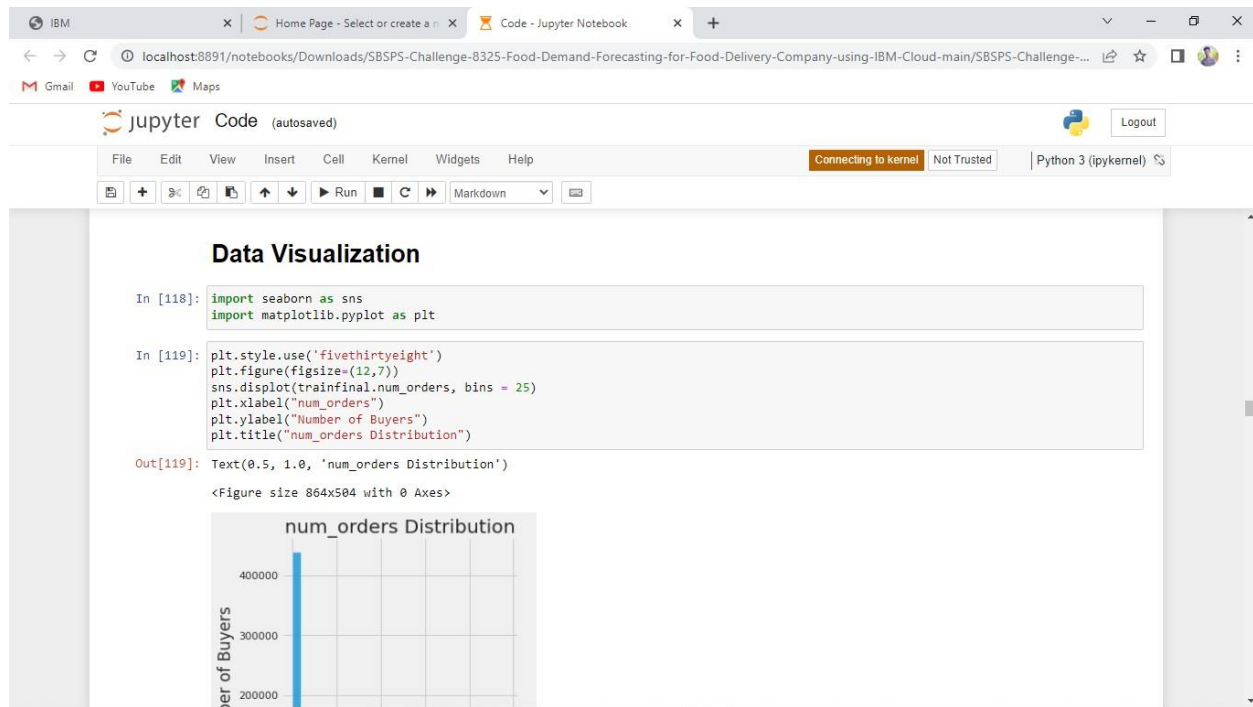 IBM
Home Page - Select or create a n
Code - Jupyter Notebook
localhost:8891/notebooks/Downloads/SBSPS-Challenge-8325-Food-Demand-Forecasting-for-Food-Delivery-Company-using-IBM-Cloud-main/SBSPS-Challenge-...
Gmail YouTube Maps
jupyter Code (autosaved)
Logout
File Edit View Insert Cell Kernel Widgets Help
Connecting to kernel Not Trusted Python 3 (ipykernel)
Run Markdown
Data Visualization
In [118]: import seaborn as sns
import matplotlib.pyplot as plt
In [119]: plt.style.use('fivethirtyeight')
plt.figure(figsize=(12,7))
sns.displot(trainfinal.num_orders, bins = 25)
plt.xlabel("num_orders")
plt.ylabel("Number of Buyers")
plt.title("num_orders Distribution")
Out[119]: Text(0.5, 1.0, 'num_orders Distribution')
<Figure size 864x504 with 0 Axes>
num_orders Distribution
400000
300000
200000
er of Buyers